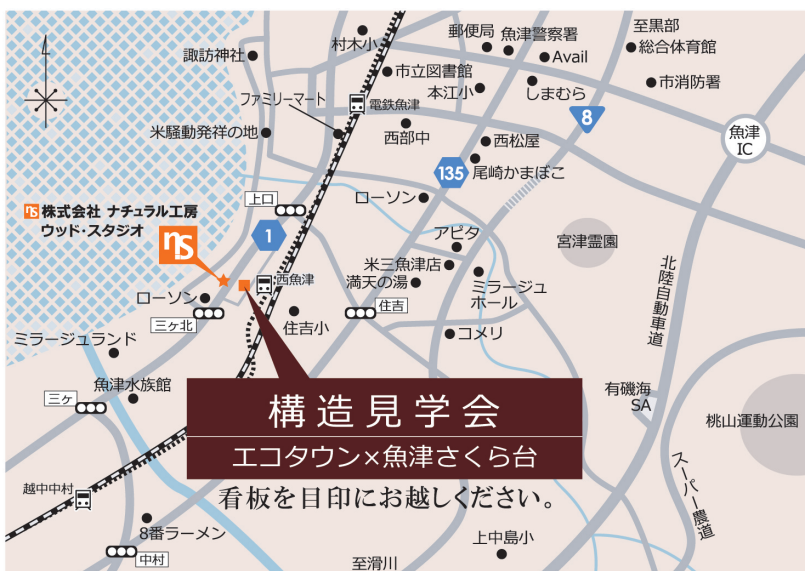 村木小
郵便局
魚津警察署
至黒部
総合体育館
諏訪神社
Avail
市立図書館
本江小
しまむら
市消防署
ファミリーマート
電鉄魚津
8
米騒動発祥の地
西部中
西松屋
魚津
IC
135
尾崎かまぼこ
上口
ローソン
ns 株式会社 ナチュラル工房
ウッド・スタジオ
ns
1
アピタ
宮津霊園
北陸自動車道
米三魚津店
西魚津
満天の湯
ミラージュ
ホール
ローソン
三ヶ北
住吉小
住吉
ミラージュランド
コメリ
魚津水族館
三ヶ
構造見学会
エコタウン×魚津さくら台
看板を目印にお越しください。
有磯海
SA
桃山運動公園
スーパー農道
越中中村
8番ラーメン
中村
至滑川
上中島小